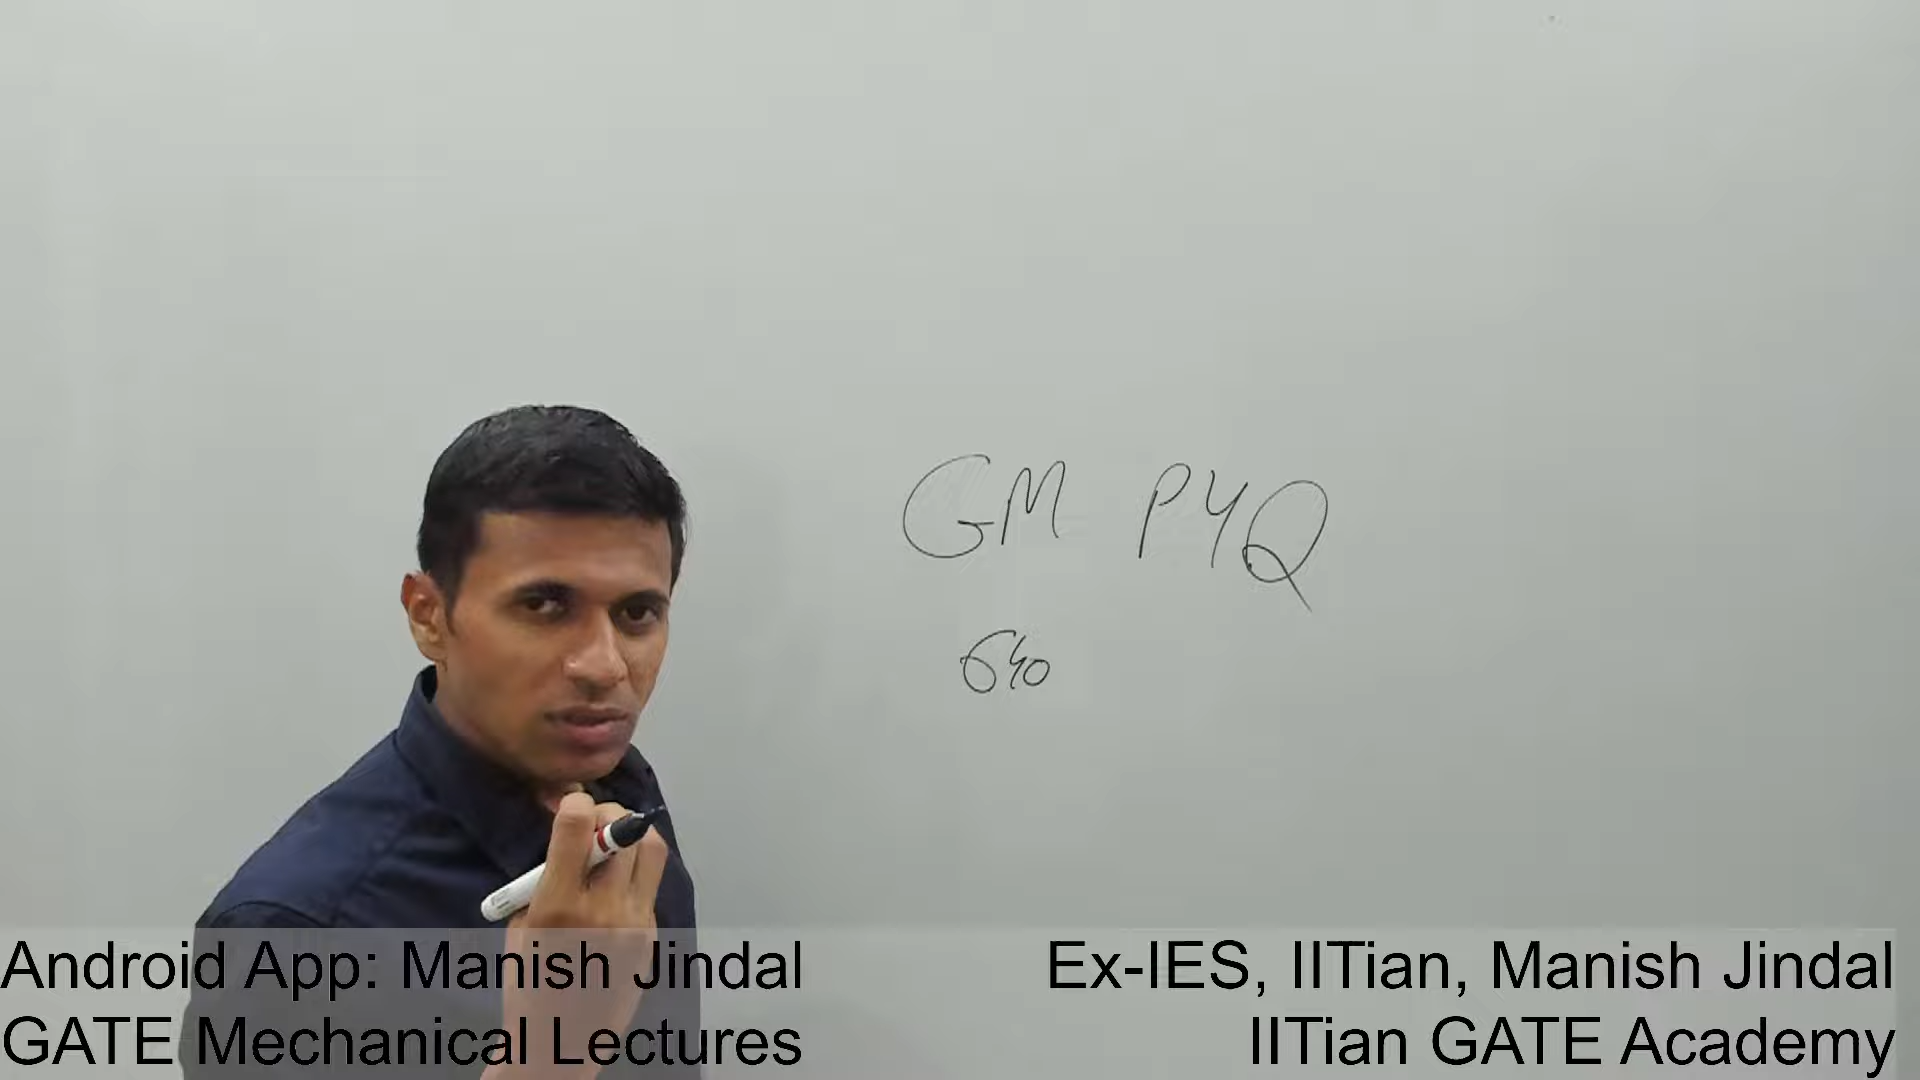 GM PYQ
640
Android App: Manish Jindal
GATE Mechanical Lectures
Ex-IES, IITian, Manish Jindal
IITian GATE Academy